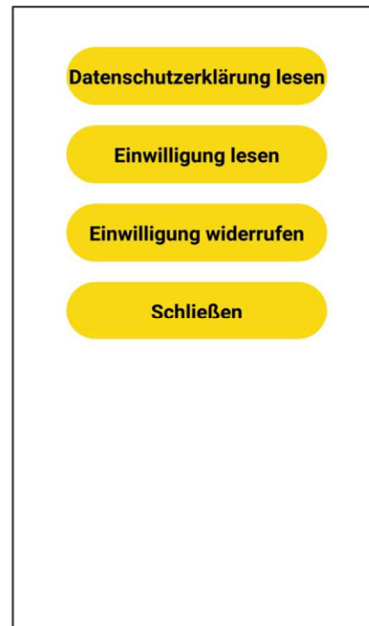 Datenschutzerklärung lesen
Einwilligung lesen
Einwilligung widerrufen
Schließen